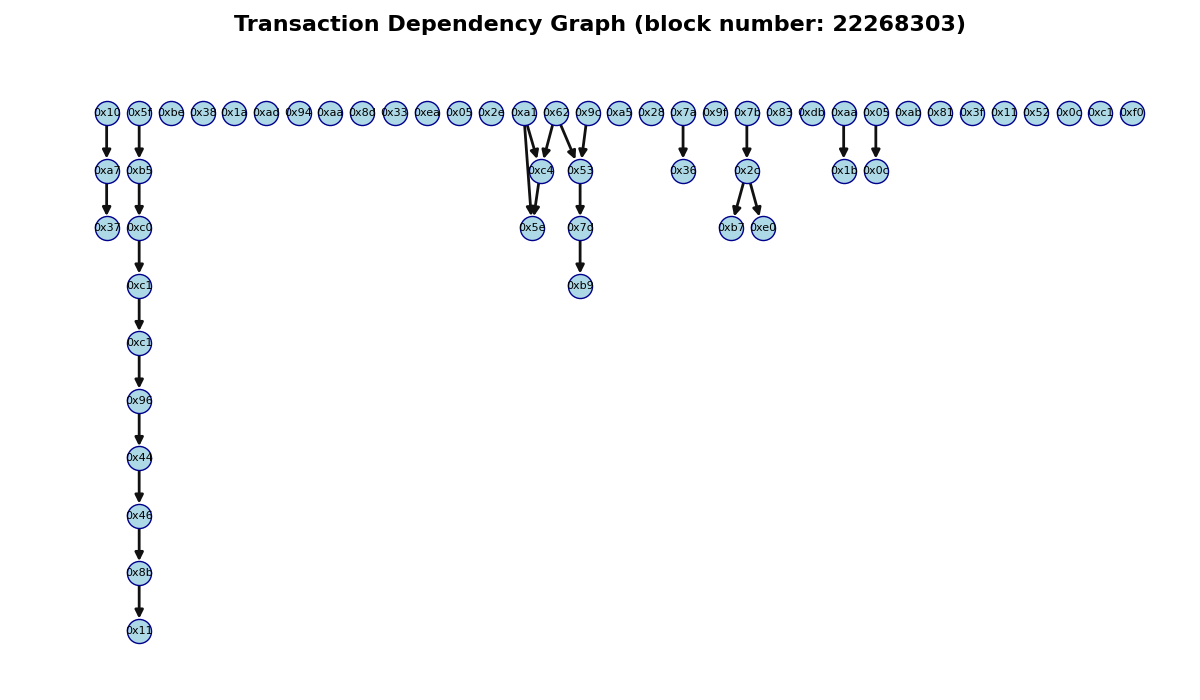 Transaction Dependency Graph (block number: 22268303)
0x10 0x5f 0xbe 0x38 0x1a 0xad 0x94 0xaa 0x8d 0x33 0xea 0x05 0x2e 0xa1 0x62 0x9c 0xa5 0x28 0x7a 0x9f 0x7b 0x83 0xdb 0xaa 0x05 0xab 0x81 0x3f 0x11 0x52 0x0c 0xc1 0xf0
0xa7 0xb5 0xc4 0x53 0x36 0x2c 0x1b 0x0c
0x37 0xc0 0x5e 0x7d 0xb7 0xe0
0xc1 0xb9
0xc1
0x96
0x44
0x46
0x8b
0x11